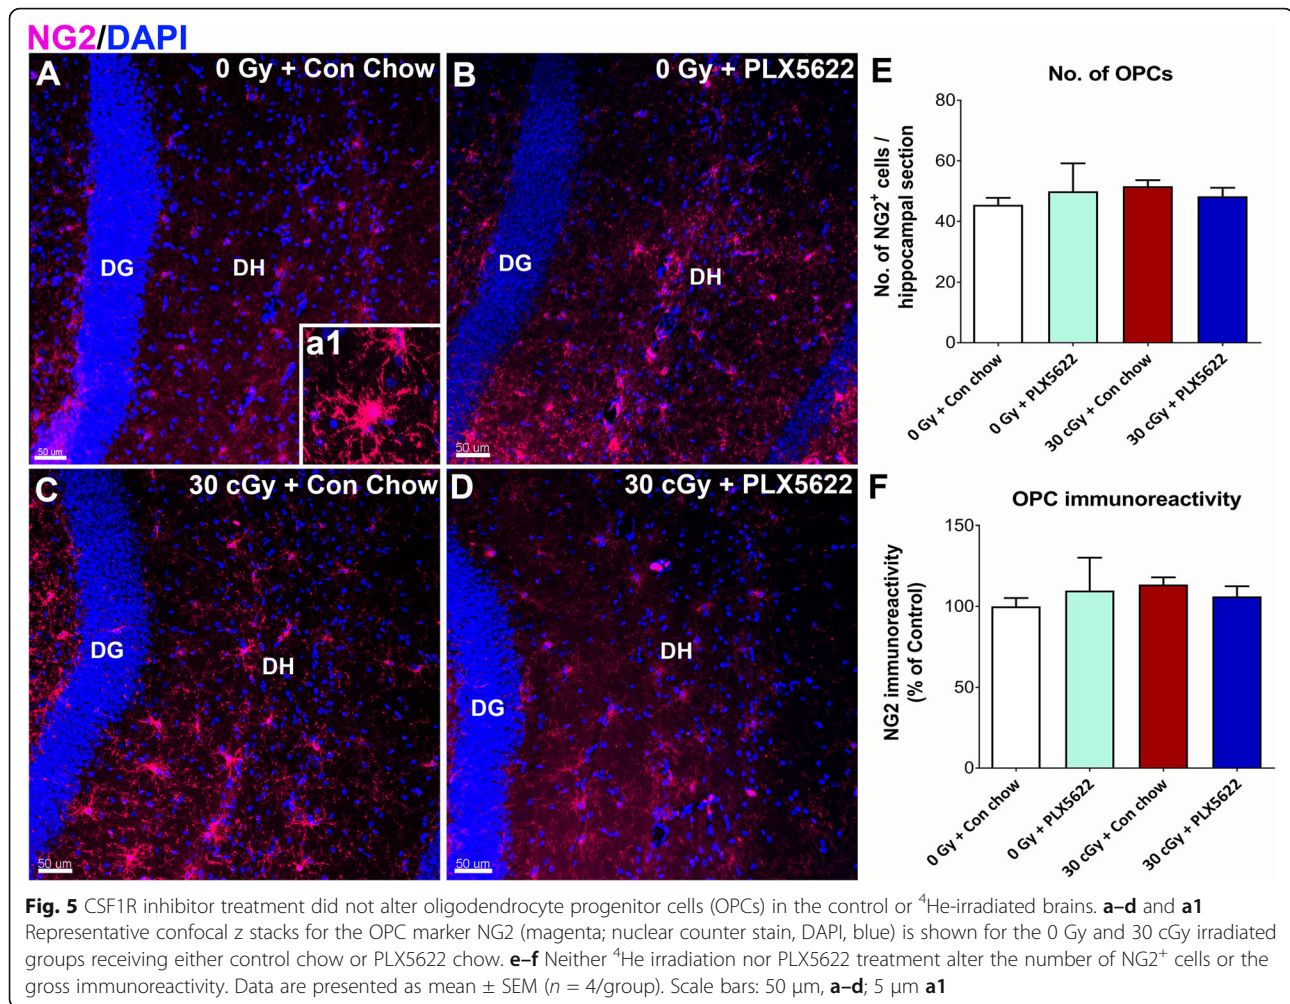 NG2/DAPI
A
0 Gy + Con Chow
DG
DH
a1
50 um
B
0 Gy + PLX5622
DG
DH
50 um
C
30 cGy + Con Chow
DG
DH
50 um
D
30 cGy + PLX5622
DG
DH
50 um
E
No. of OPCs
No. of NG2⁺ cells /
hippocampal section
80
60
40
20
0
0 Gy + Con chow
0 Gy + PLX5622
30 cGy + Con chow
30 cGy + PLX5622
F
OPC immunoreactivity
NG2 immunoreactivity
(% of Control)
150
100
50
0
0 Gy + Con chow
0 Gy + PLX5622
30 cGy + Con chow
30 cGy + PLX5622
Fig. 5 CSF1R inhibitor treatment did not alter oligodendrocyte progenitor cells (OPCs) in the control or ⁴He-irradiated brains. a–d and a1
Representative confocal z stacks for the OPC marker NG2 (magenta; nuclear counter stain, DAPI, blue) is shown for the 0 Gy and 30 cGy irradiated
groups receiving either control chow or PLX5622 chow. e–f Neither ⁴He irradiation nor PLX5622 treatment alter the number of NG2⁺ cells or the
gross immunoreactivity. Data are presented as mean ± SEM (n = 4/group). Scale bars: 50 μm, a–d; 5 μm a1